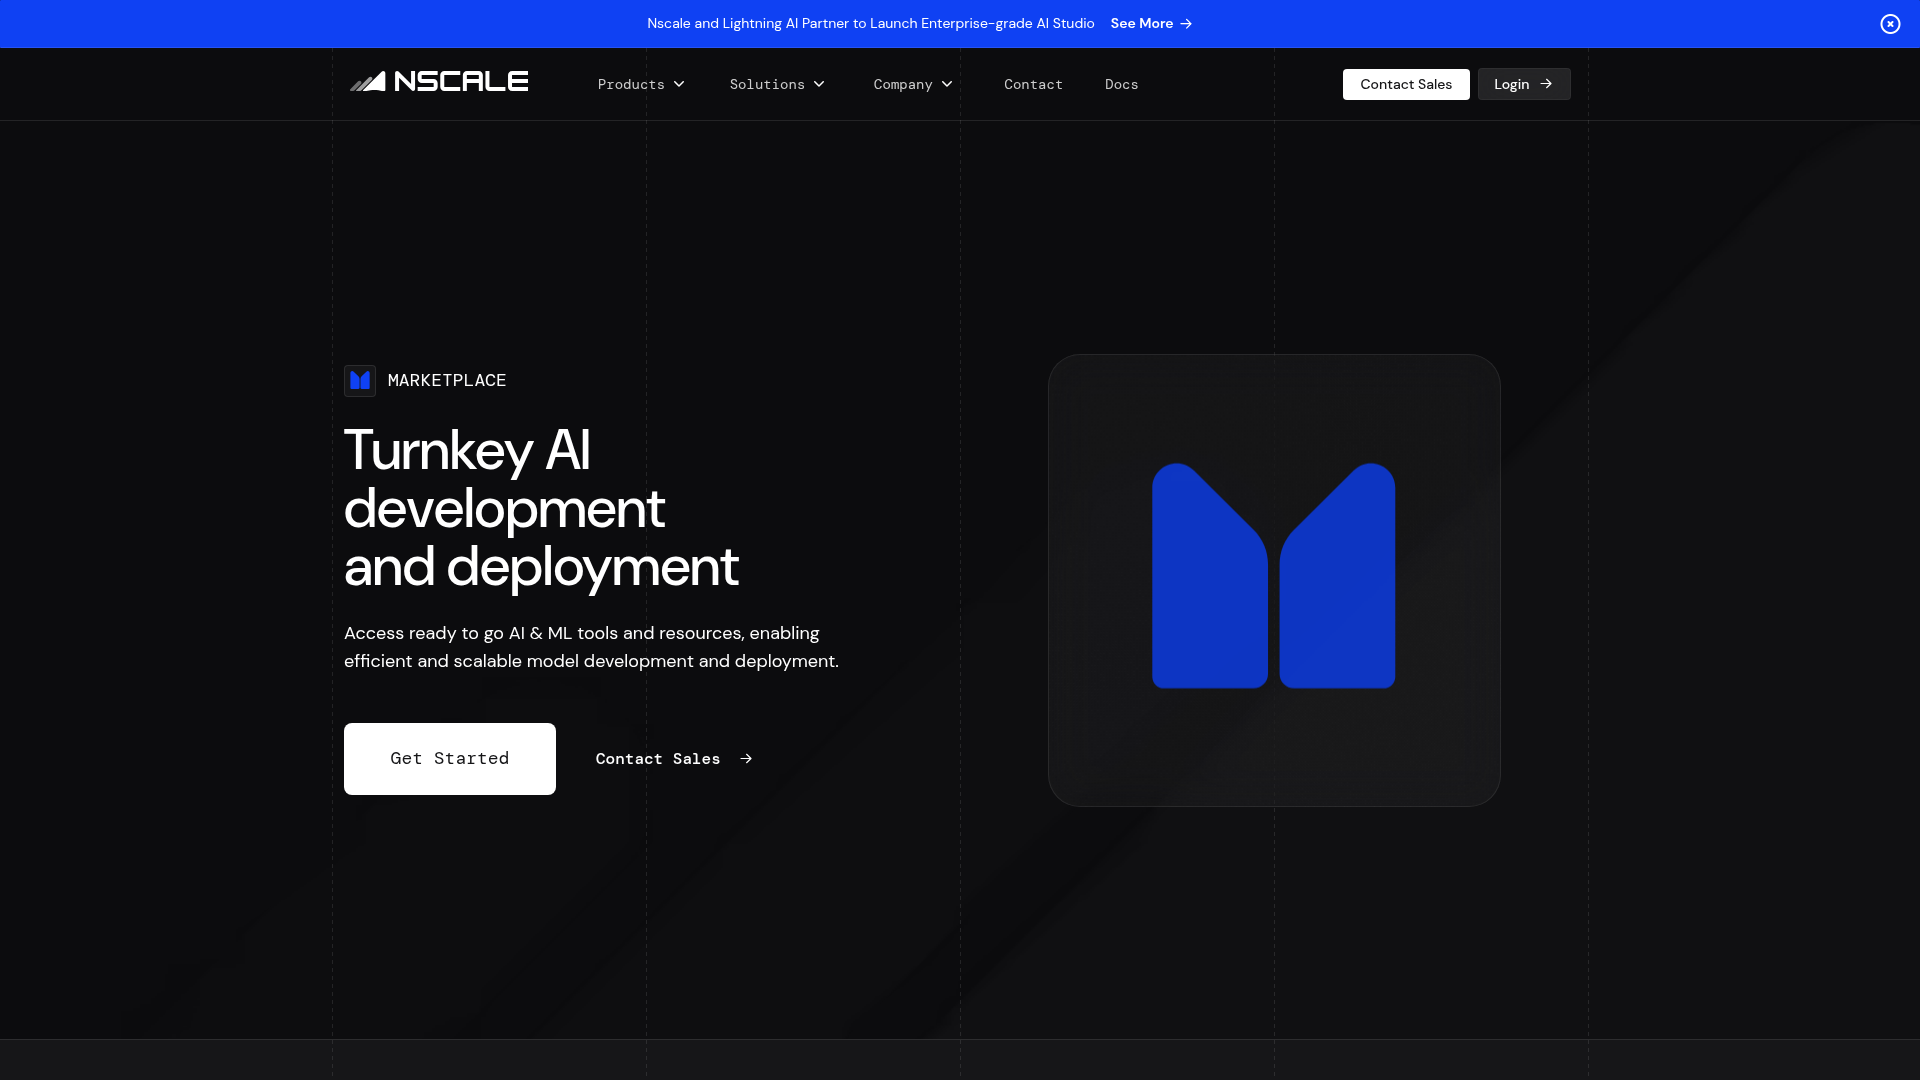 Nscale and Lightning AI Partner to Launch Enterprise-grade AI Studio See More →
NSCALE
Products
Solutions
Company
Contact
Docs
Contact Sales
Login →
MARKETPLACE
Turnkey AI
development
and deployment
Access ready to go AI & ML tools and resources, enabling
efficient and scalable model development and deployment.
Get Started
Contact Sales →